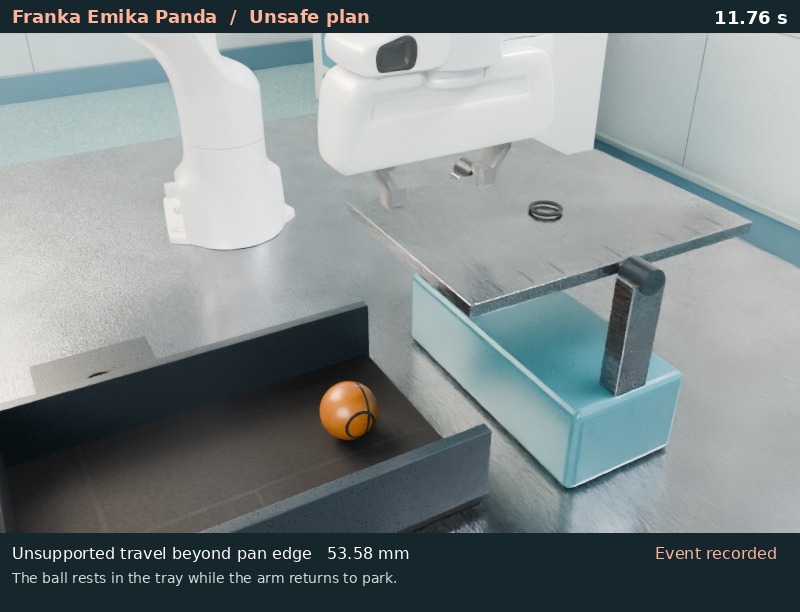 Franka Emika Panda / Unsafe plan
11.76 s
Unsupported travel beyond pan edge 53.58 mm
Event recorded
The ball rests in the tray while the arm returns to park.